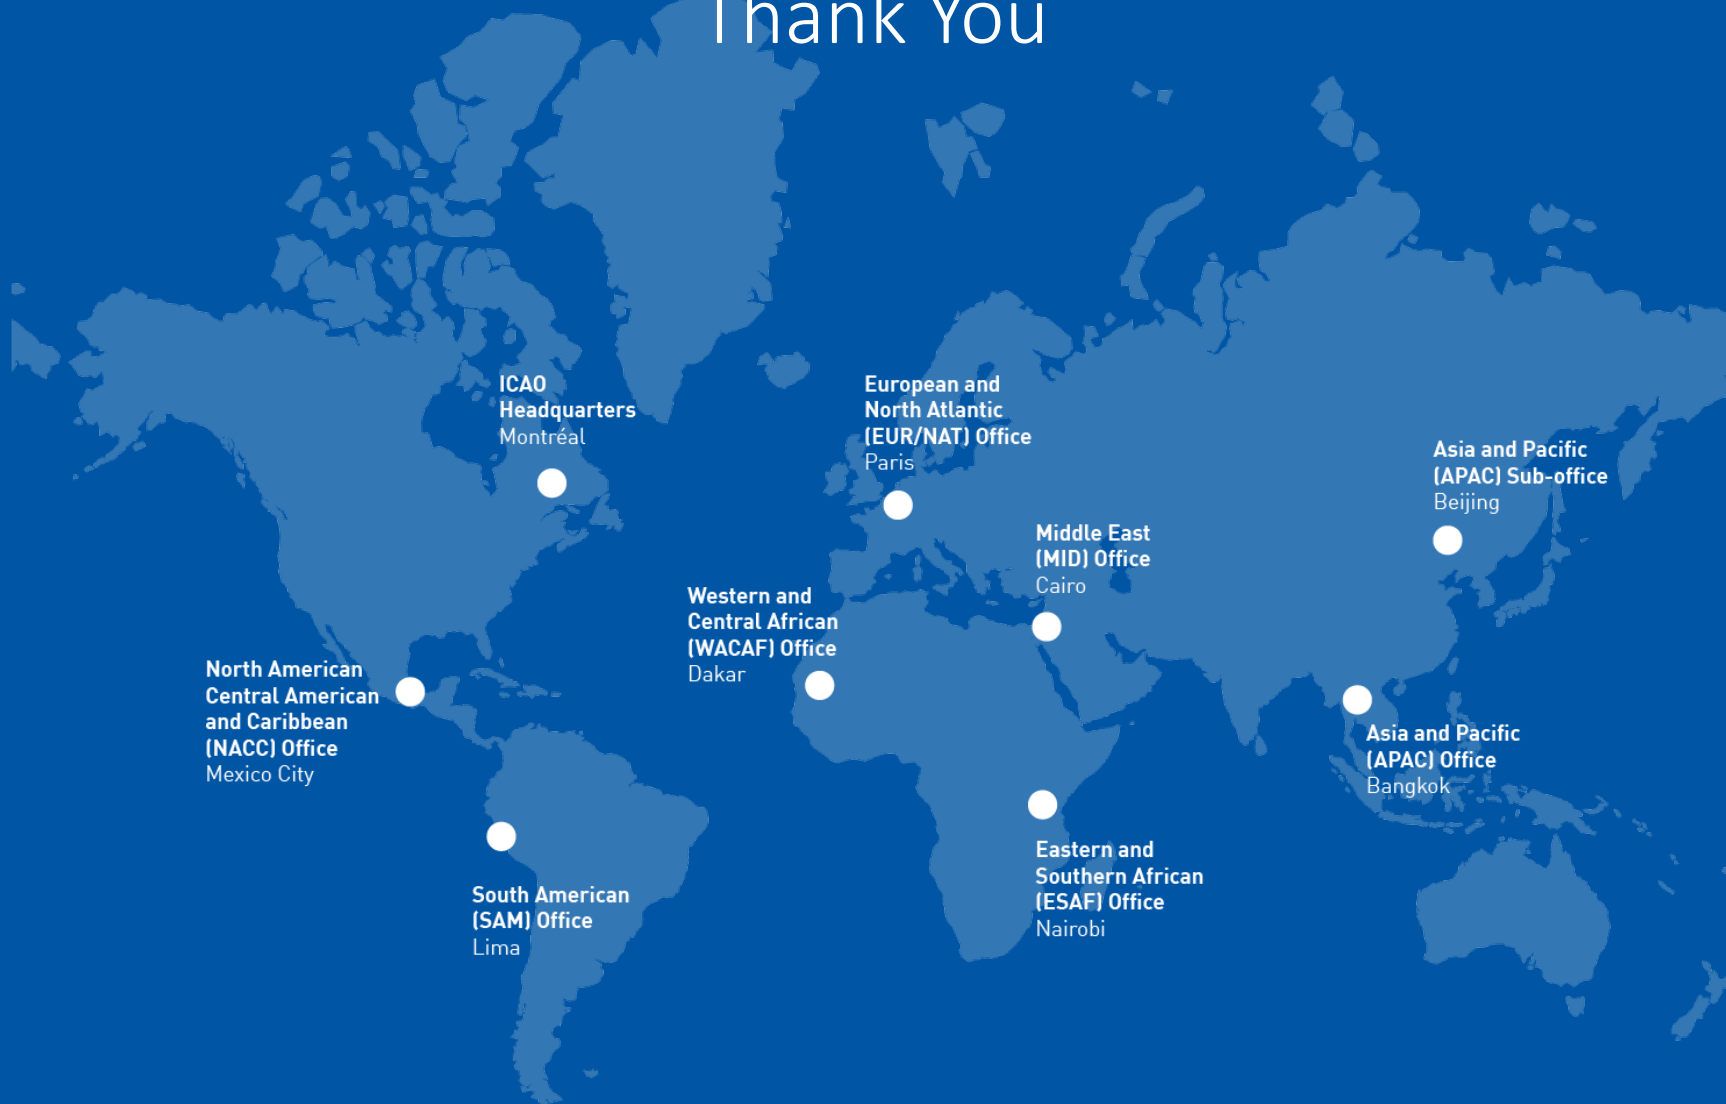 Thank You
ICAO
Headquarters
Montréal
European and
North Atlantic
(EUR/NAT) Office
Paris
Asia and Pacific
(APAC) Sub-office
Beijing
Middle East
(MID) Office
Cairo
Western and
Central African
(WACAF) Office
Dakar
North American
Central American
and Caribbean
(NACC) Office
Mexico City
Asia and Pacific
(APAC) Office
Bangkok
Eastern and
Southern African
(ESAF) Office
Nairobi
South American
(SAM) Office
Lima